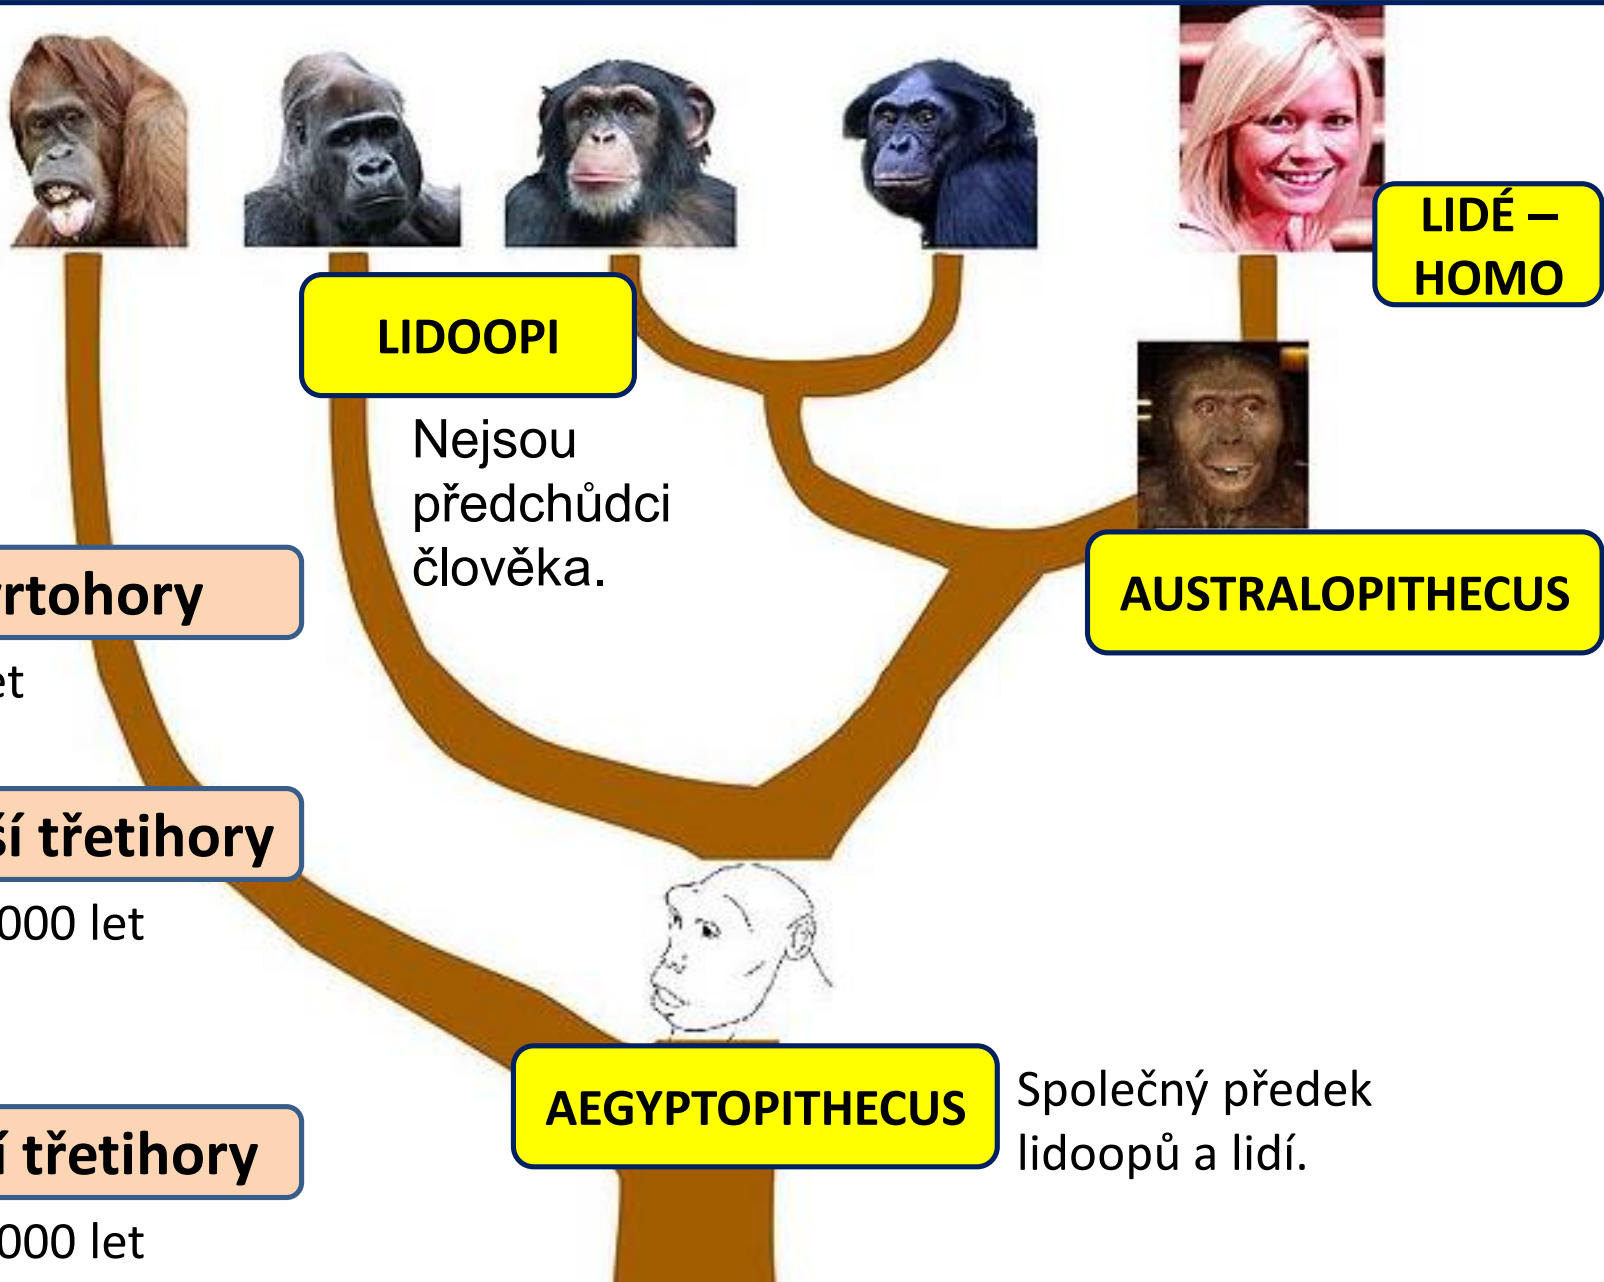 LIDÉ –
HOMO
LIDOOPI
Nejsou
předchůdci
člověka.
AUSTRALOPITHECUS
rtohory
et
ší třetihory
000 let
AEGYPTOPITHECUS
Společný předek
lidoopů a lidí.
í třetihory
000 let